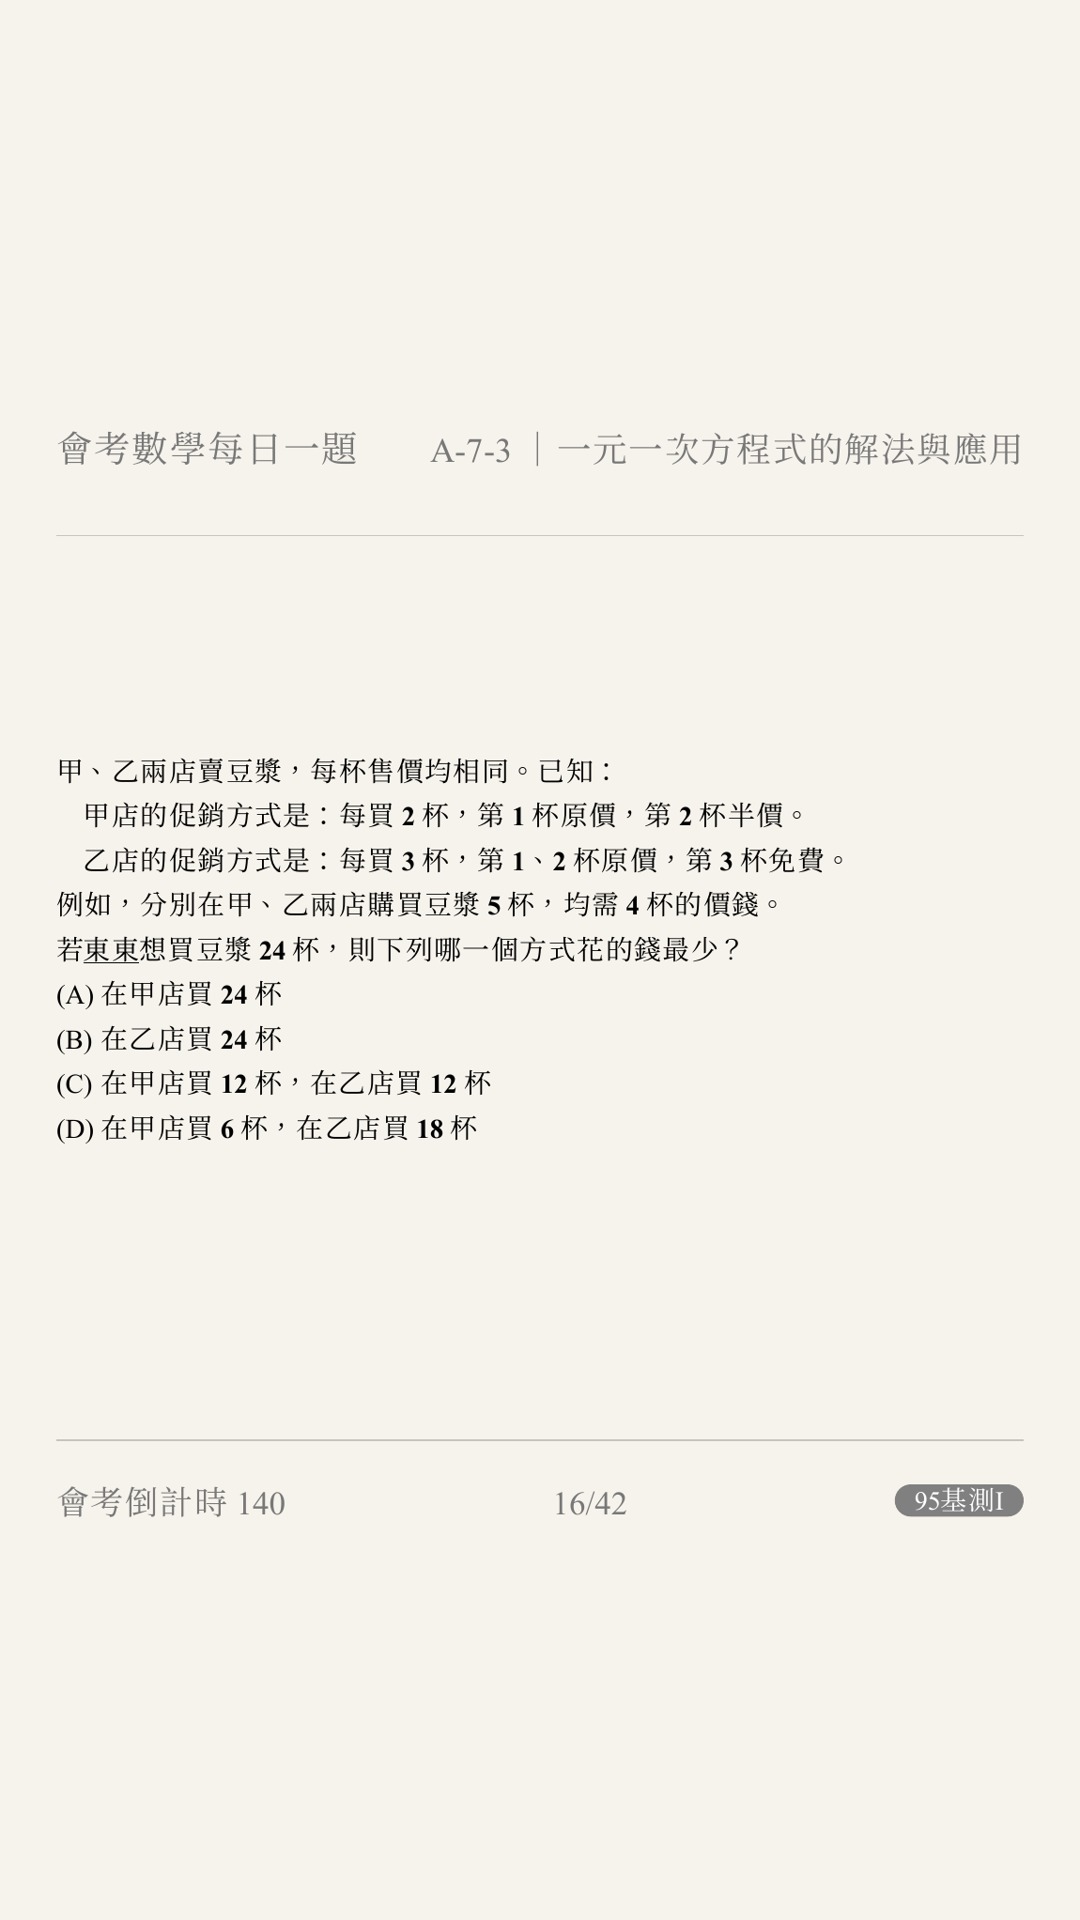 會考數學每日一題 A-7-3｜一元一次方程式的解法與應用
甲、乙兩店賣豆漿，每杯售價均相同。已知：
甲店的促銷方式是：每買 2 杯，第 1 杯原價，第 2 杯半價。
乙店的促銷方式是：每買 3 杯，第 1、2 杯原價，第 3 杯免費。
例如，分別在甲、乙兩店購買豆漿 5 杯，均需 4 杯的價錢。
若東東想買豆漿 24 杯，則下列哪一個方式花的錢最少？
(A) 在甲店買 24 杯
(B) 在乙店買 24 杯
(C) 在甲店買 12 杯，在乙店買 12 杯
(D) 在甲店買 6 杯，在乙店買 18 杯
會考倒計時 140 16/42 95基測I